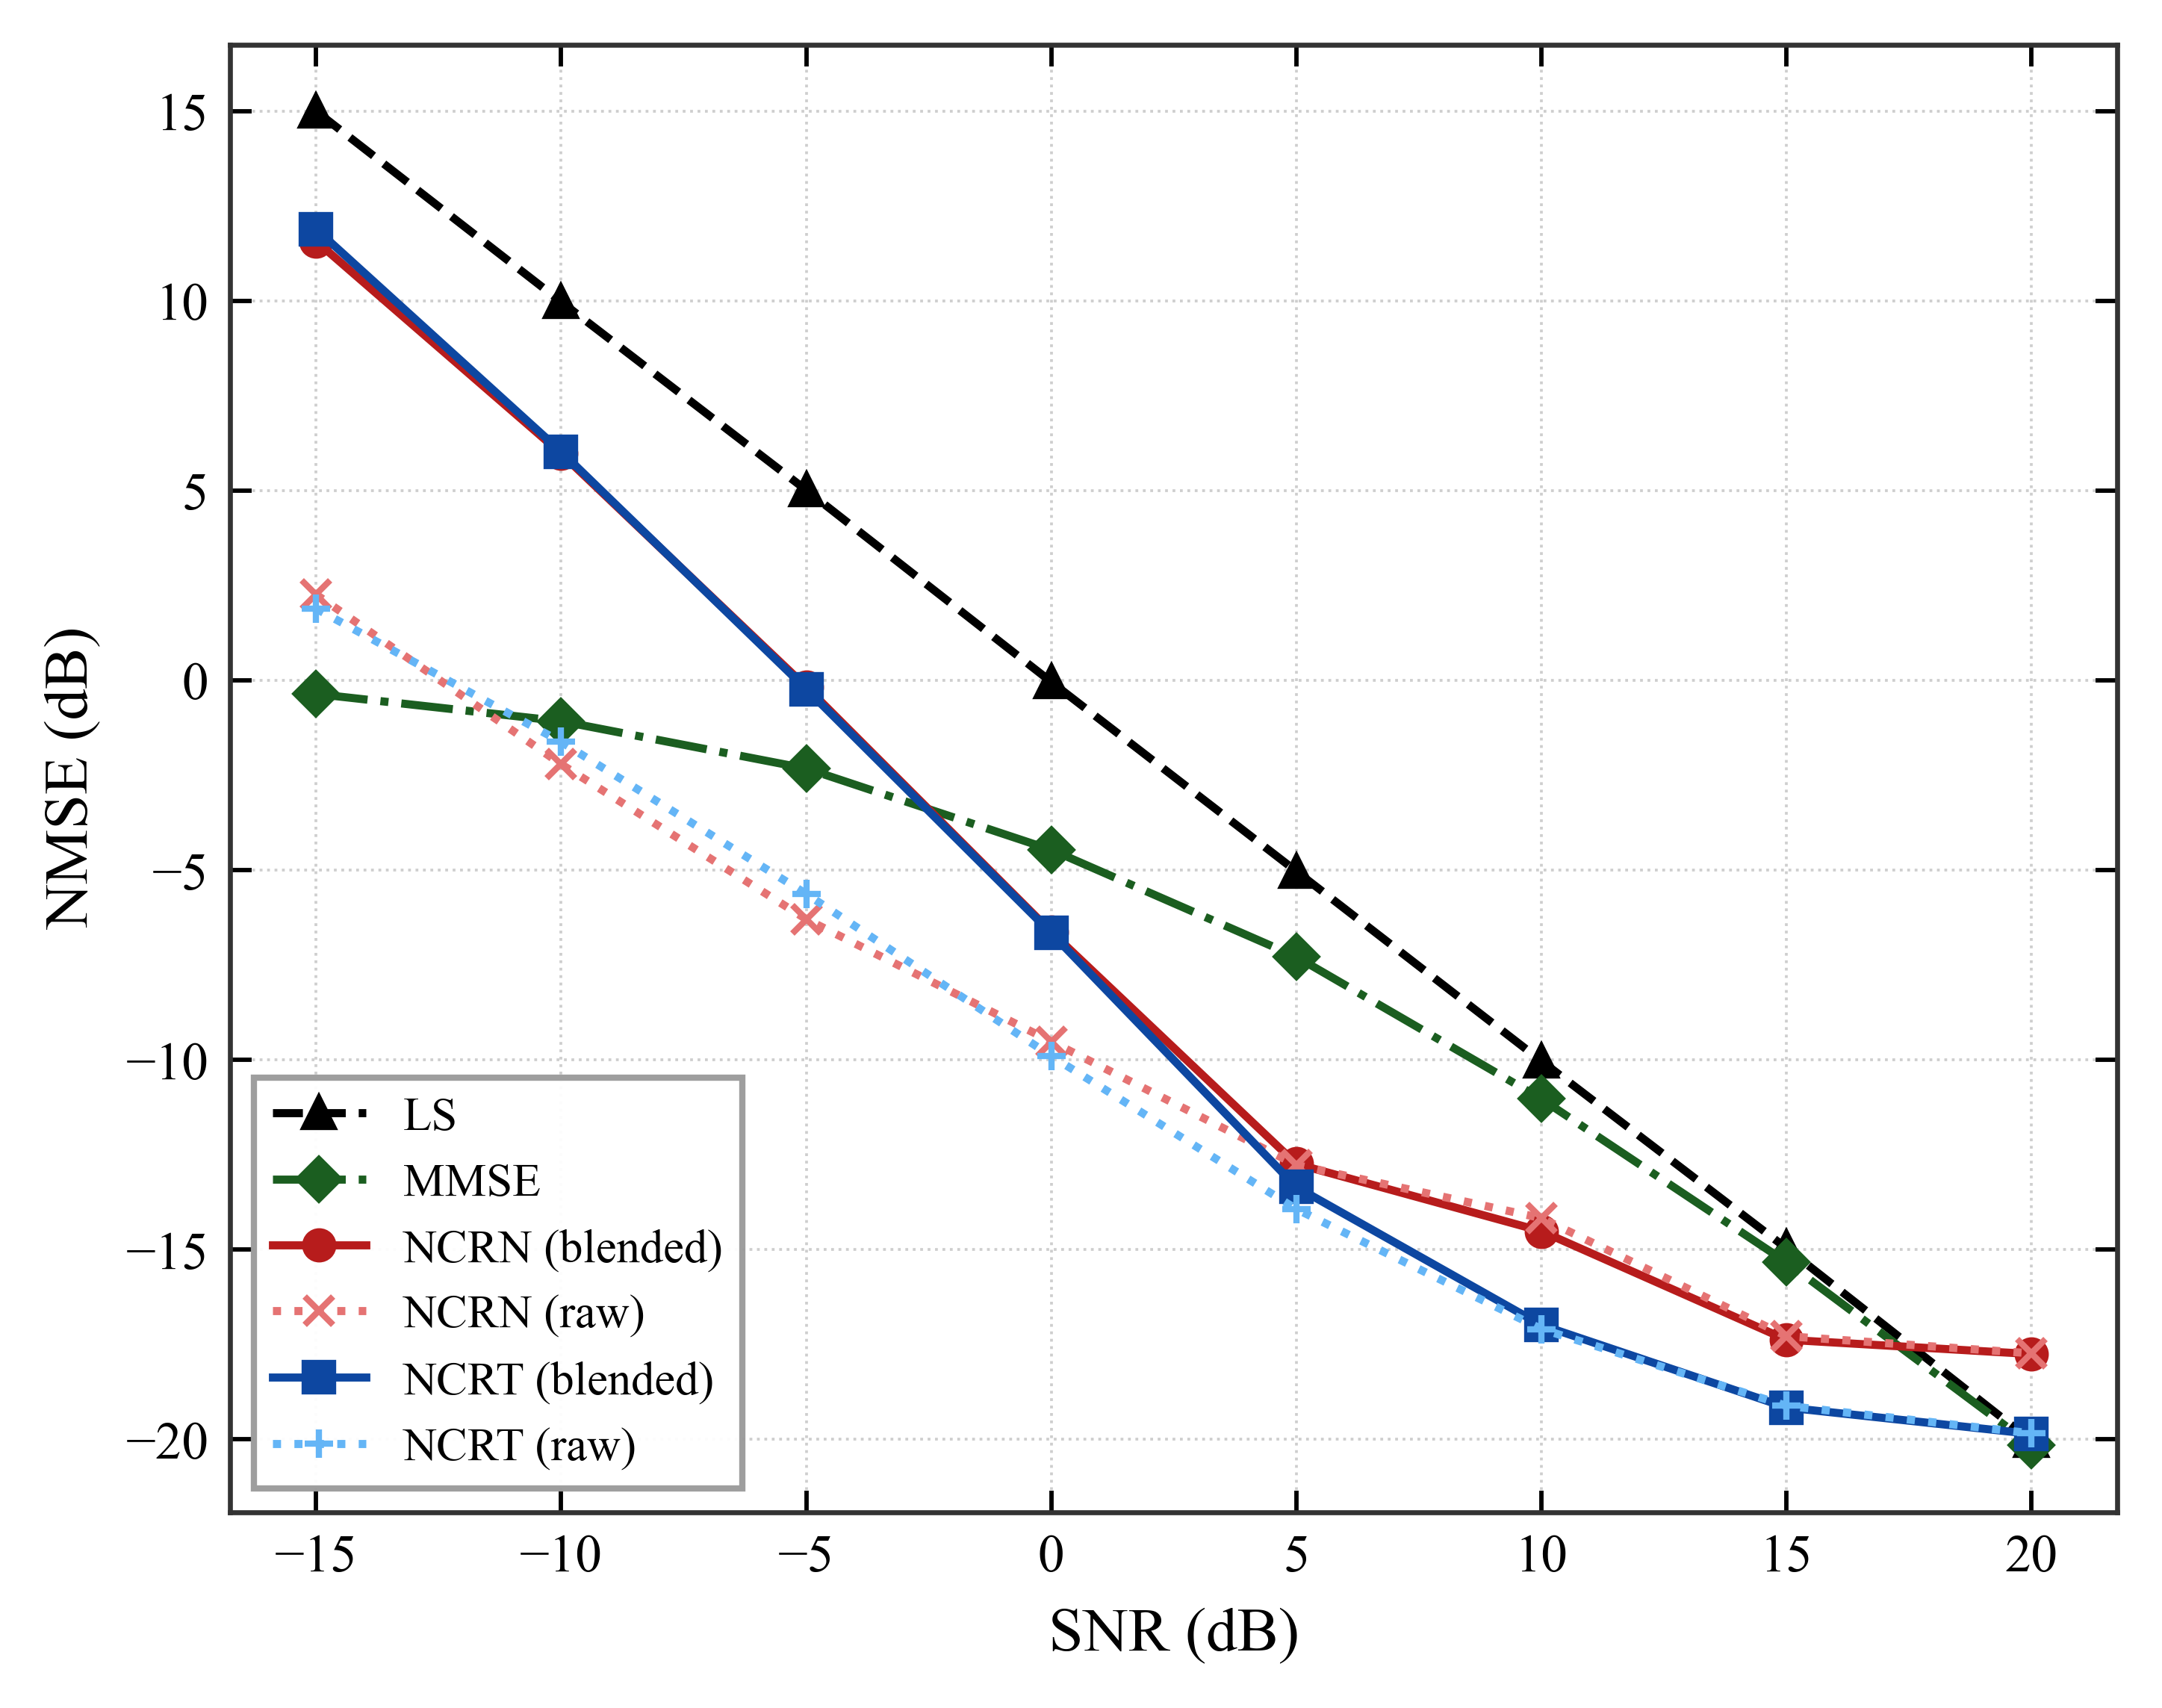 15
10
5
0
−5
−10
−15
−20
NMSE (dB)
LS
MMSE
NCRN (blended)
NCRN (raw)
NCRT (blended)
NCRT (raw)
−15 −10 −5 0 5 10 15 20
SNR (dB)